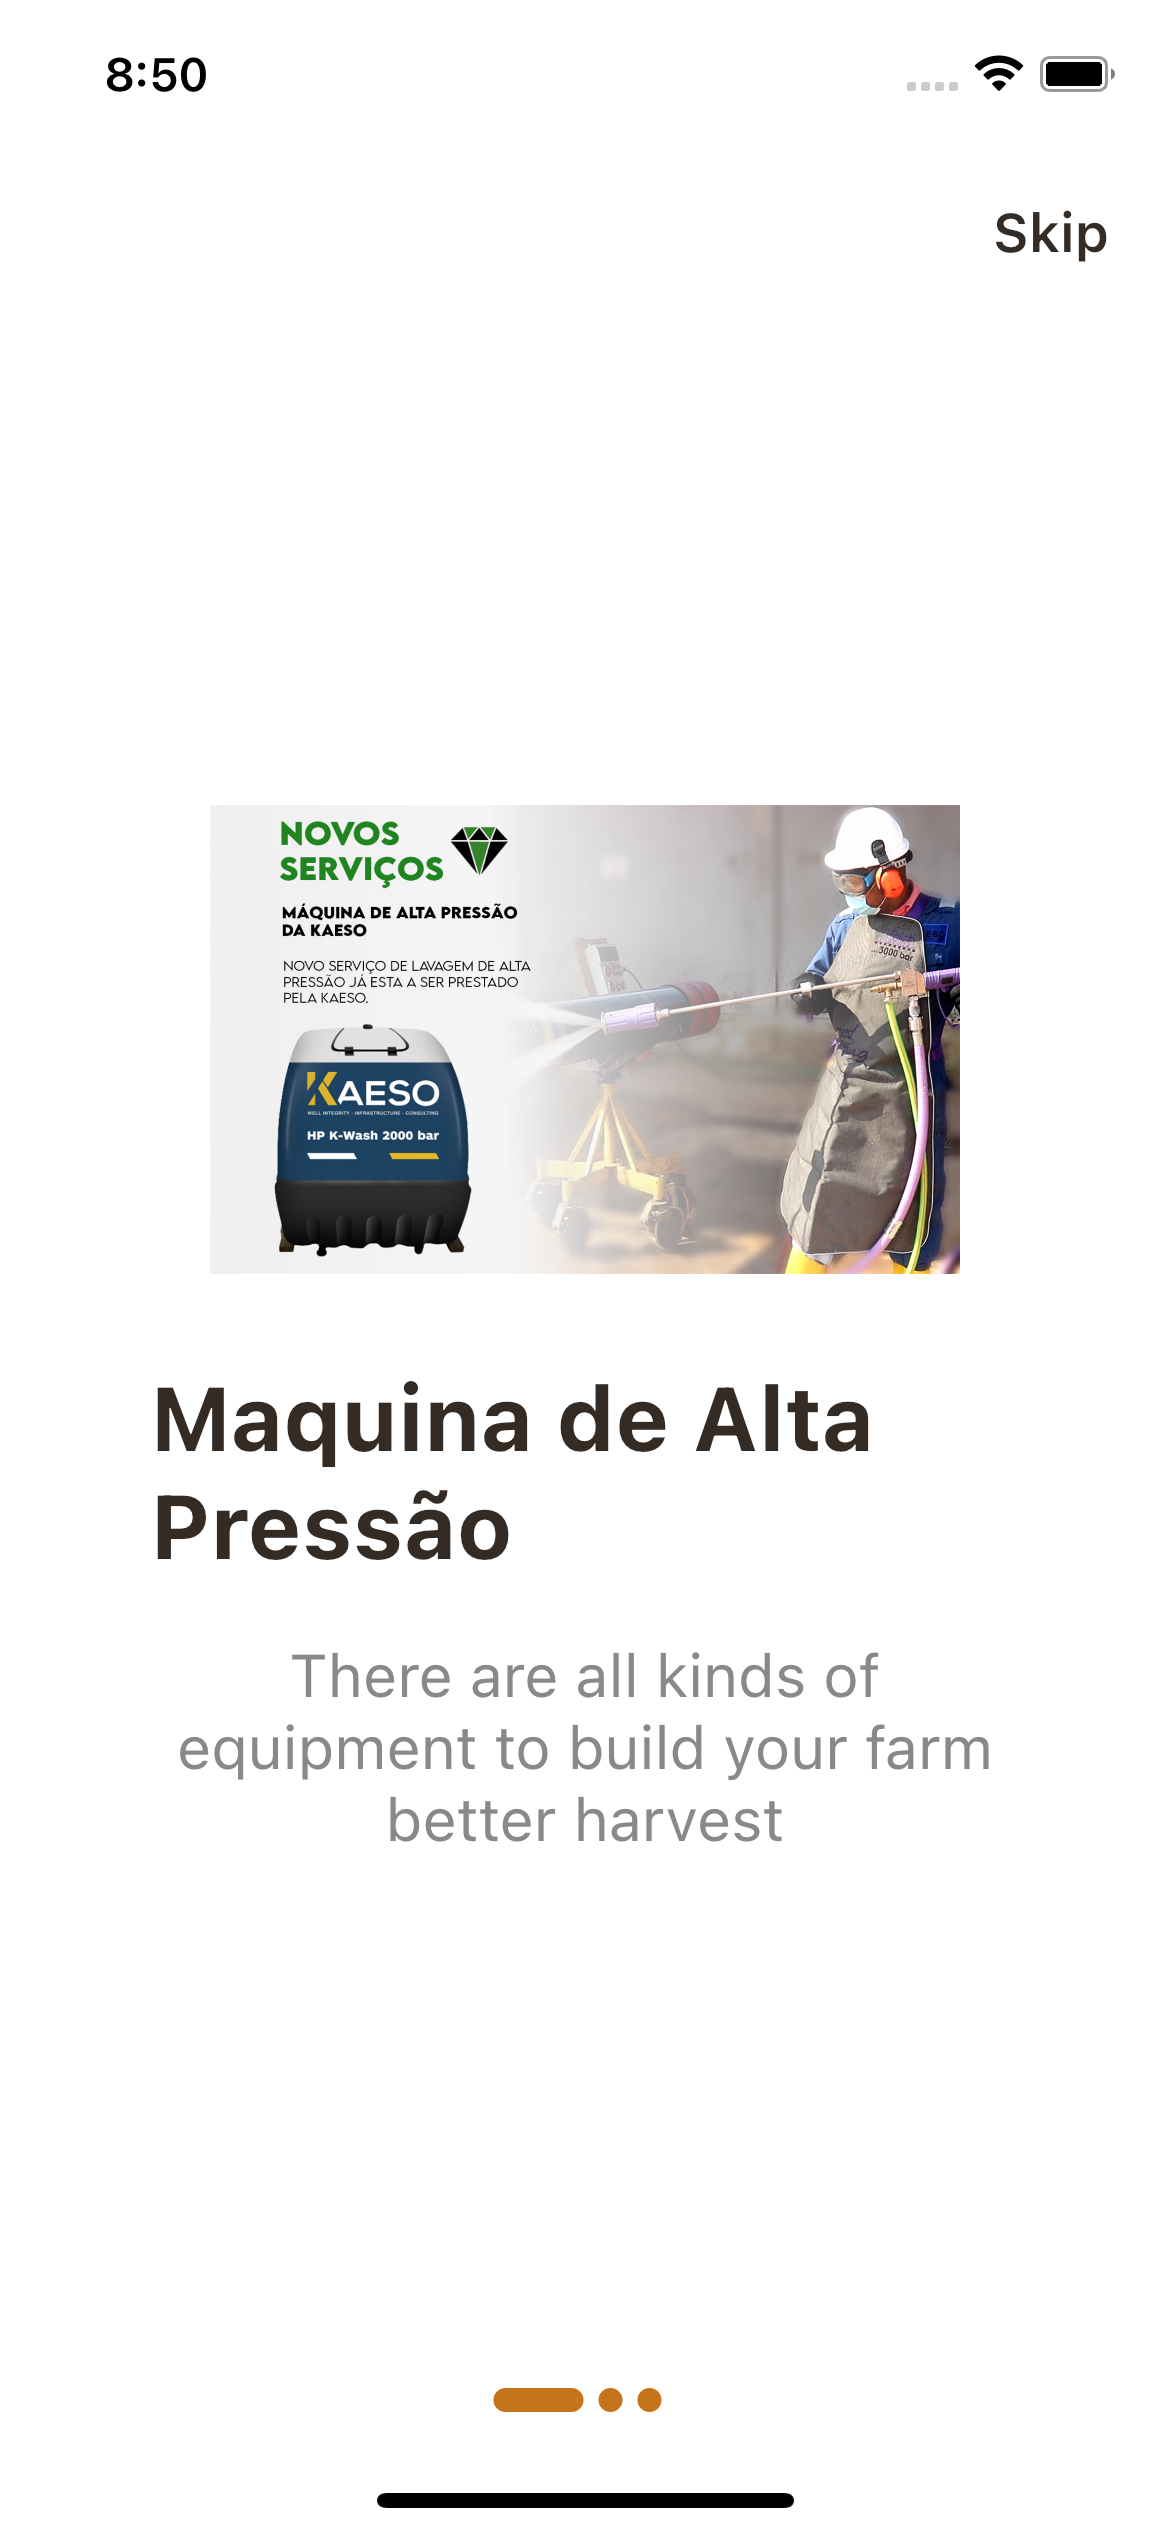 8:50
Skip
NOVOS
SERVIÇOS
MÁQUINA DE ALTA PRESSÃO
DA KAESO
NOVO SERVIÇO DE LAVAGEM DE ALTA
PRESSÃO JÁ ESTA A SER PRESTADO
PELA KAESO.
KAESO
WELL INTEGRITY - INFRASTRUCTURE - CONSULTING
HP K-Wash 2000 bar
...3000 bar
Maquina de Alta
Pressão
There are all kinds of
equipment to build your farm
better harvest